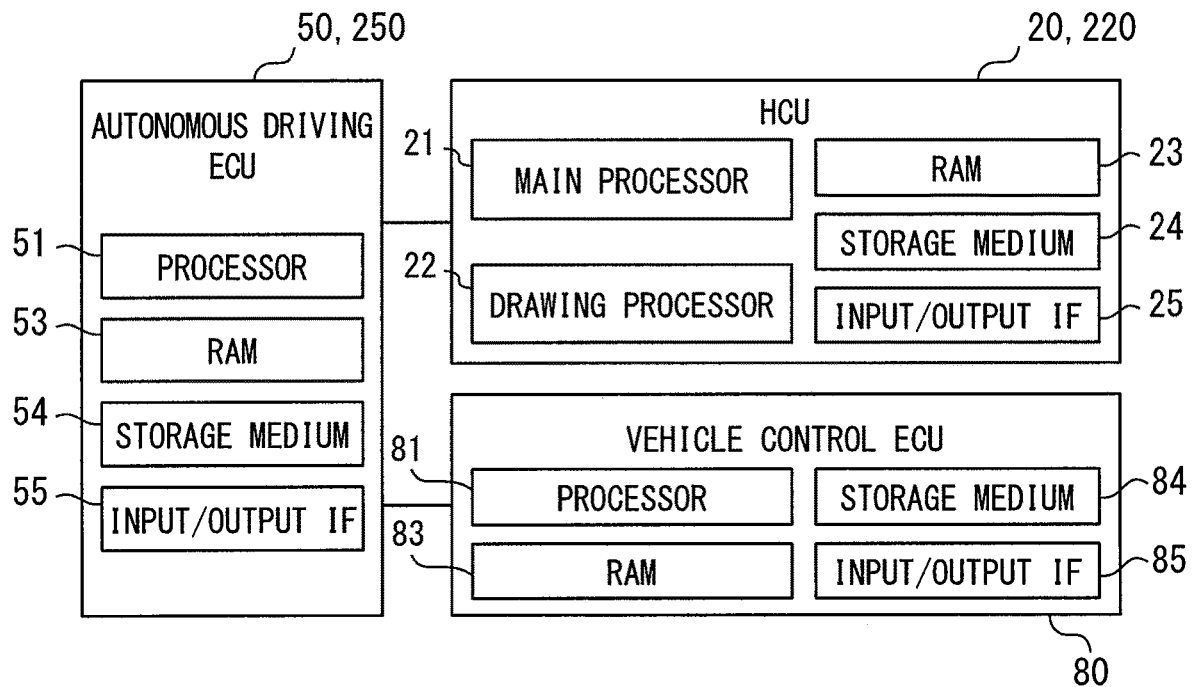 50, 250
20, 220
AUTONOMOUS DRIVING
ECU
51
PROCESSOR
53
RAM
54
STORAGE MEDIUM
55
INPUT/OUTPUT IF
HCU
21
MAIN PROCESSOR
22
DRAWING PROCESSOR
RAM
23
STORAGE MEDIUM
24
INPUT/OUTPUT IF
25
VEHICLE CONTROL ECU
81
PROCESSOR
83
RAM
STORAGE MEDIUM
84
INPUT/OUTPUT IF
85
80